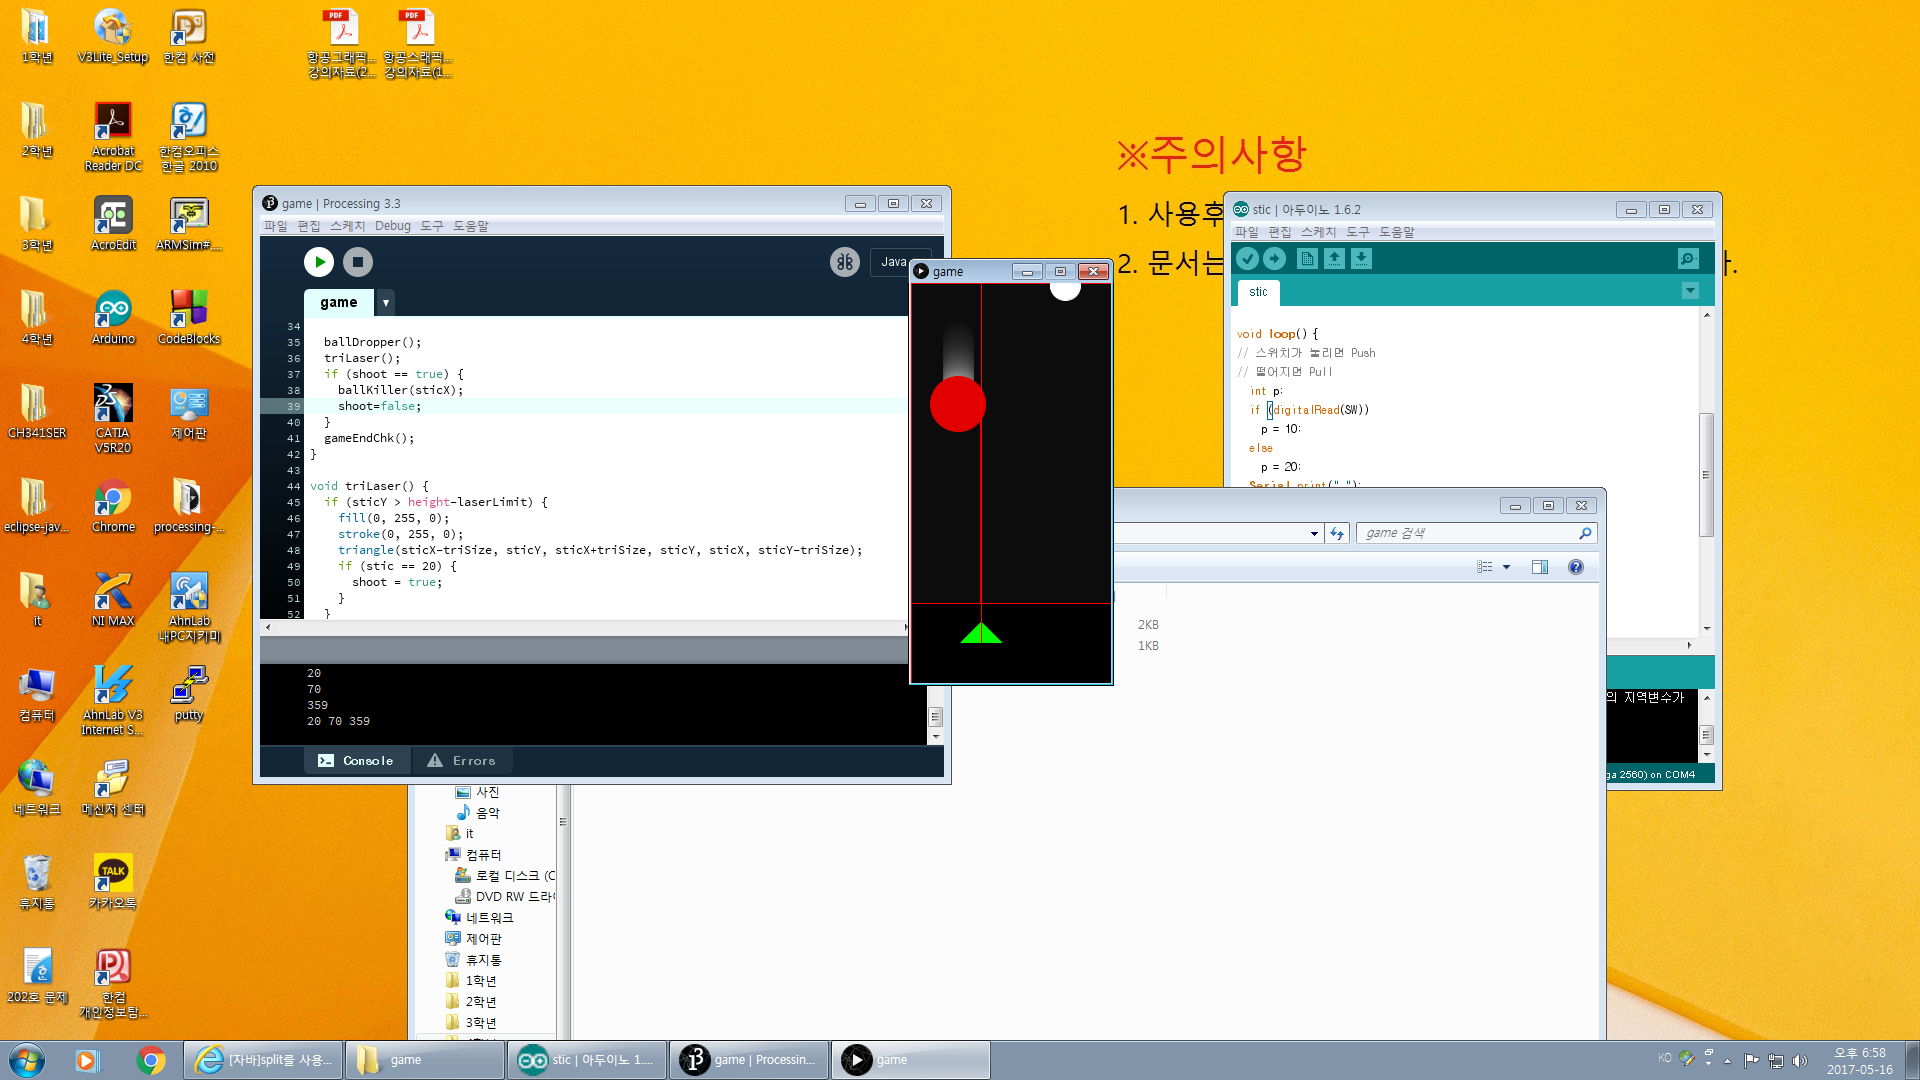 1학년
V3Lite_Setup
한컴 사전
항공그래픽...
강의자료(2...
항공스래픽...
강의자료(1...
2학년
Acrobat
Reader DC
한컴오피스
한글 2010
3학년
AcroEdit
ARMSim#....
4학년
Arduino
CodeBlocks
CH341SER
CATIA
V5R20
제어판
eclipse-jav...
Chrome
processing-...
it
NI MAX
AhnLab
내PC지키미
컴퓨터
AhnLab V3
Internet S...
putty
네트워크
메신저 센터
휴지통
TALK
카카오톡
202호 문제
한컴
개인정보탐...
※주의사항
1. 사용후
2. 문서는
game | Processing 3.3
파일 편집 스케치 Debug 도구 도움말
Java
game
34
35 ballDropper();
36 triLaser();
37 if (shoot == true) {
38 ballKiller(sticX);
39 shoot=false;
40 }
41 gameEndChk();
42 }
43
44 void triLaser() {
45 if (sticY > height-laserLimit) {
46 fill(0, 255, 0);
47 stroke(0, 255, 0);
48 triangle(sticX-triSize, sticY, sticX+triSize, sticY, sticX, sticY-triSize);
49 if (stic == 20) {
50 shoot = true;
51 }
52 }
20
70
359
20 70 359
Console
Errors
game
stic | 아두이노 1.6.2
파일 편집 스케치 도구 도움말
stic
void loop() {
// 스위치가 눌리면 Push
// 떨어지면 Pull
int p;
if (digitalRead(SW))
p = 10;
else
p = 20;
Serial.print(" ");
의 지역변수가
ga 2560) on COM4
game 검색
2KB
1KB
사진
음악
it
컴퓨터
로컬 디스크 (C
DVD RW 드라이
네트워크
제어판
휴지통
1학년
2학년
3학년
[자바]split를 사용...
game
stic | 아두이노 1....
game | Processin...
game
KO
오후 6:58
2017-05-16